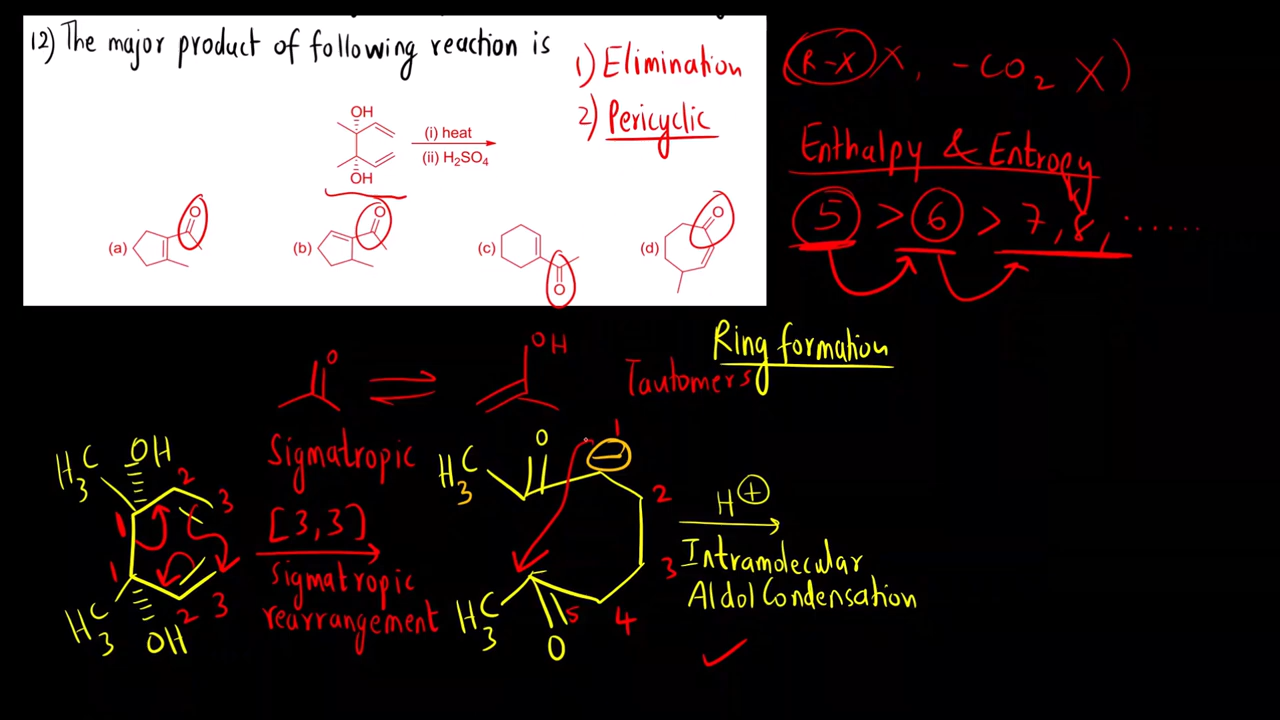 12) The major product of following reaction is
1) Elimination
2) Pericyclic
OH
(i) heat
(ii) H2SO4
OH
(a) O
(b) O
(c) O
(d) O
R-X X, -CO2 X)
Enthalpy & Entropy
5 > 6 > 7, 8, ......
Ring formation
O
OH
Tautomers
H3C OH
1 2 3
1 2 3
H3C OH
Sigmatropic
[3,3]
Sigmatropic
rearrangement
H3C O
⊖ 1
2
3
4
5
H3C O
H⊕
Intramolecular
Aldol Condensation